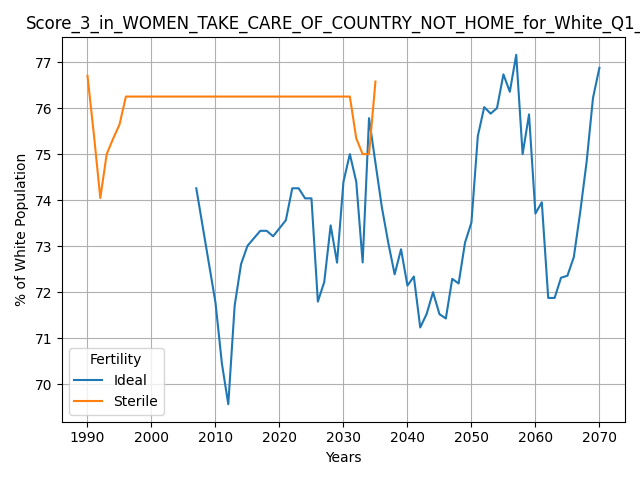 Score_3_in_WOMEN_TAKE_CARE_OF_COUNTRY_NOT_HOME_for_White_Q1_
77
76
75
74
73
72
71
70
% of White Population
Fertility
Ideal
Sterile
1990 2000 2010 2020 2030 2040 2050 2060 2070
Years